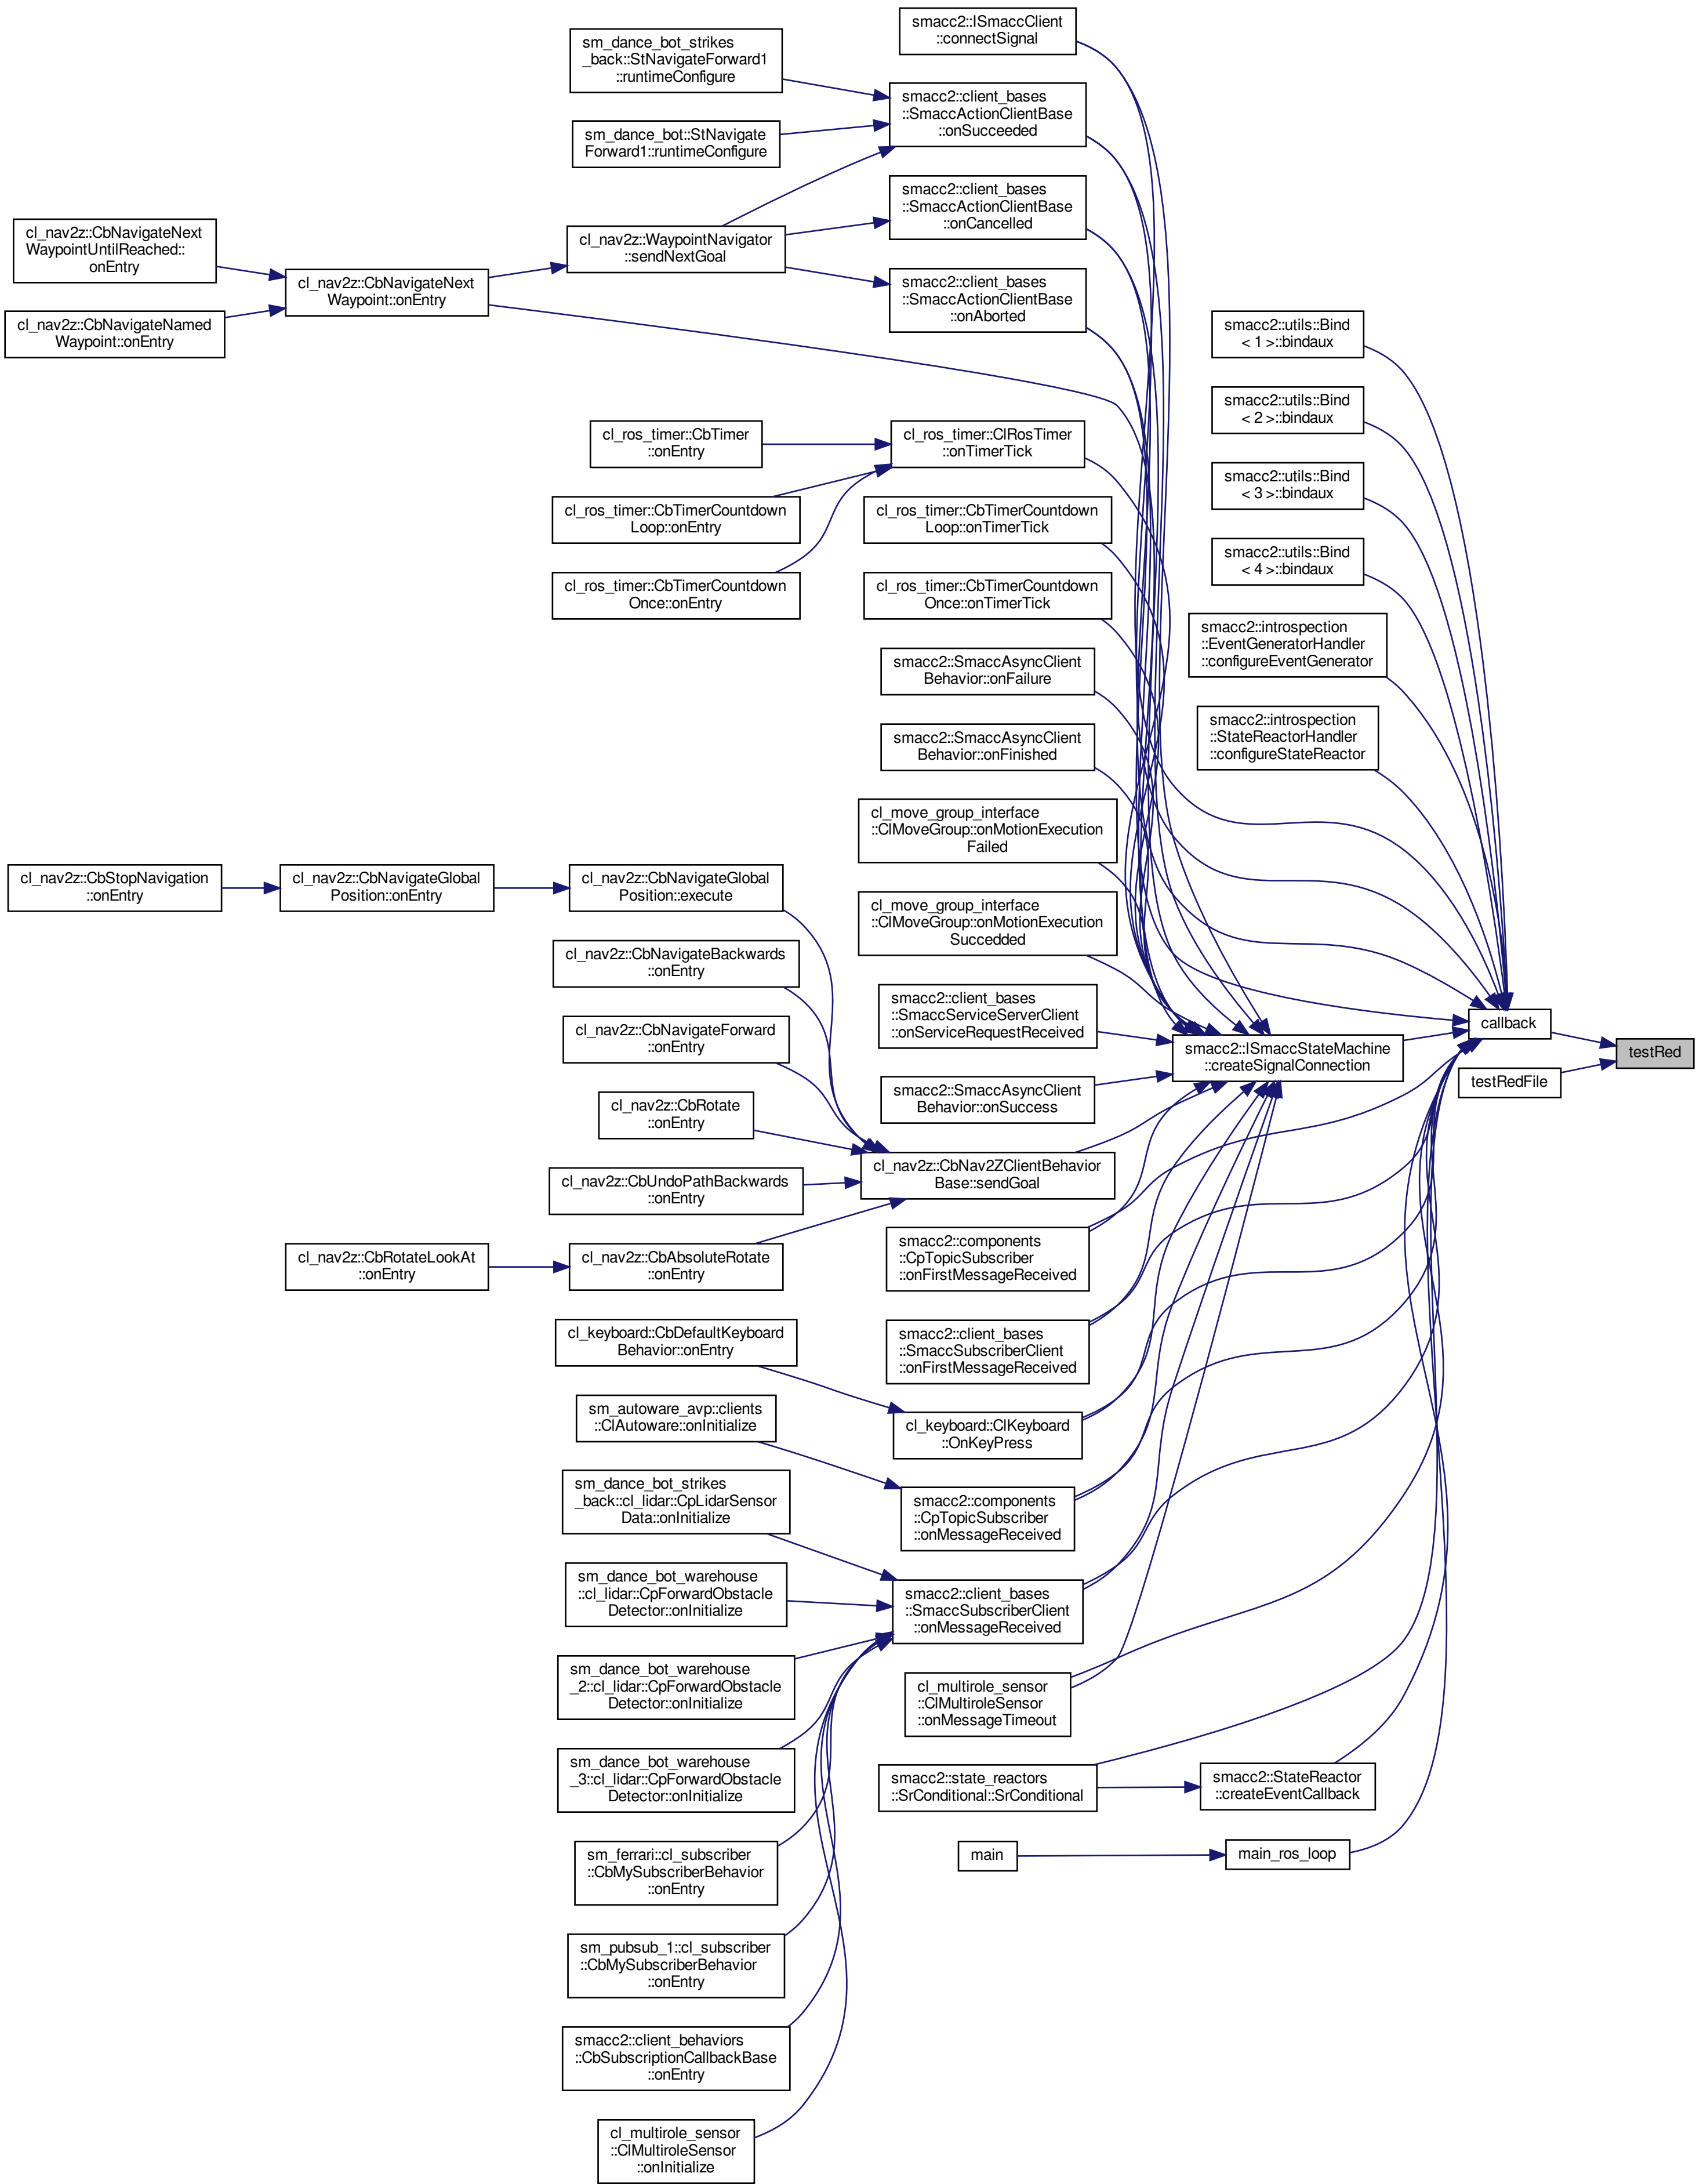 smacc2::ISmaccClient
::connectSignal
sm_dance_bot_strikes
_back::StNavigateForward1
::runtimeConfigure
smacc2::client_bases
::SmaccActionClientBase
::onSucceeded
sm_dance_bot::StNavigate
Forward1::runtimeConfigure
smacc2::client_bases
::SmaccActionClientBase
::onCancelled
cl_nav2z::CbNavigateNext
WaypointUntilReached::
onEntry
cl_nav2z::WaypointNavigator
::sendNextGoal
cl_nav2z::CbNavigateNext
Waypoint::onEntry
smacc2::client_bases
::SmaccActionClientBase
::onAborted
cl_nav2z::CbNavigateNamed
Waypoint::onEntry
smacc2::utils::Bind
< 1 >::bindaux
smacc2::utils::Bind
< 2 >::bindaux
cl_ros_timer::CbTimer
::onEntry
cl_ros_timer::ClRosTimer
::onTimerTick
smacc2::utils::Bind
< 3 >::bindaux
cl_ros_timer::CbTimerCountdown
Loop::onEntry
cl_ros_timer::CbTimerCountdown
Loop::onTimerTick
smacc2::utils::Bind
< 4 >::bindaux
cl_ros_timer::CbTimerCountdown
Once::onEntry
cl_ros_timer::CbTimerCountdown
Once::onTimerTick
smacc2::introspection
::EventGeneratorHandler
::configureEventGenerator
smacc2::SmaccAsyncClient
Behavior::onFailure
smacc2::introspection
::StateReactorHandler
::configureStateReactor
smacc2::SmaccAsyncClient
Behavior::onFinished
cl_move_group_interface
::ClMoveGroup::onMotionExecution
Failed
cl_nav2z::CbStopNavigation
::onEntry
cl_nav2z::CbNavigateGlobal
Position::onEntry
cl_nav2z::CbNavigateGlobal
Position::execute
cl_move_group_interface
::ClMoveGroup::onMotionExecution
Succedded
cl_nav2z::CbNavigateBackwards
::onEntry
smacc2::client_bases
::SmaccServiceServerClient
::onServiceRequestReceived
callback
cl_nav2z::CbNavigateForward
::onEntry
smacc2::ISmaccStateMachine
::createSignalConnection
testRed
testRedFile
smacc2::SmaccAsyncClient
Behavior::onSuccess
cl_nav2z::CbRotate
::onEntry
cl_nav2z::CbNav2ZClientBehavior
Base::sendGoal
cl_nav2z::CbUndoPathBackwards
::onEntry
smacc2::components
::CpTopicSubscriber
::onFirstMessageReceived
cl_nav2z::CbRotateLookAt
::onEntry
cl_nav2z::CbAbsoluteRotate
::onEntry
cl_keyboard::CbDefaultKeyboard
Behavior::onEntry
smacc2::client_bases
::SmaccSubscriberClient
::onFirstMessageReceived
sm_autoware_avp::clients
::ClAutoware::onInitialize
cl_keyboard::ClKeyboard
::OnKeyPress
sm_dance_bot_strikes
_back::cl_lidar::CpLidarSensor
Data::onInitialize
smacc2::components
::CpTopicSubscriber
::onMessageReceived
sm_dance_bot_warehouse
::cl_lidar::CpForwardObstacle
Detector::onInitialize
smacc2::client_bases
::SmaccSubscriberClient
::onMessageReceived
sm_dance_bot_warehouse
_2::cl_lidar::CpForwardObstacle
Detector::onInitialize
cl_multirole_sensor
::ClMultiroleSensor
::onMessageTimeout
sm_dance_bot_warehouse
_3::cl_lidar::CpForwardObstacle
Detector::onInitialize
smacc2::state_reactors
::SrConditional::SrConditional
smacc2::StateReactor
::createEventCallback
sm_ferrari::cl_subscriber
::CbMySubscriberBehavior
::onEntry
main
main_ros_loop
sm_pubsub_1::cl_subscriber
::CbMySubscriberBehavior
::onEntry
smacc2::client_behaviors
::CbSubscriptionCallbackBase
::onEntry
cl_multirole_sensor
::ClMultiroleSensor
::onInitialize